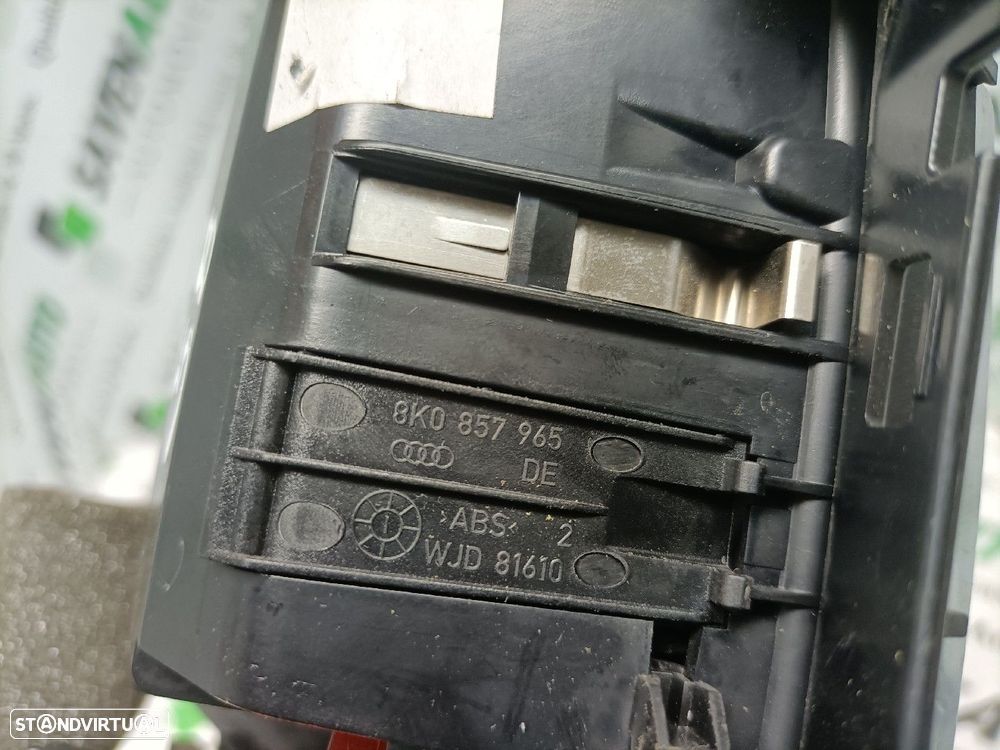 8K0 857 965
DE
>ABS< 2
WJD 81610
STANDVIRTUAL